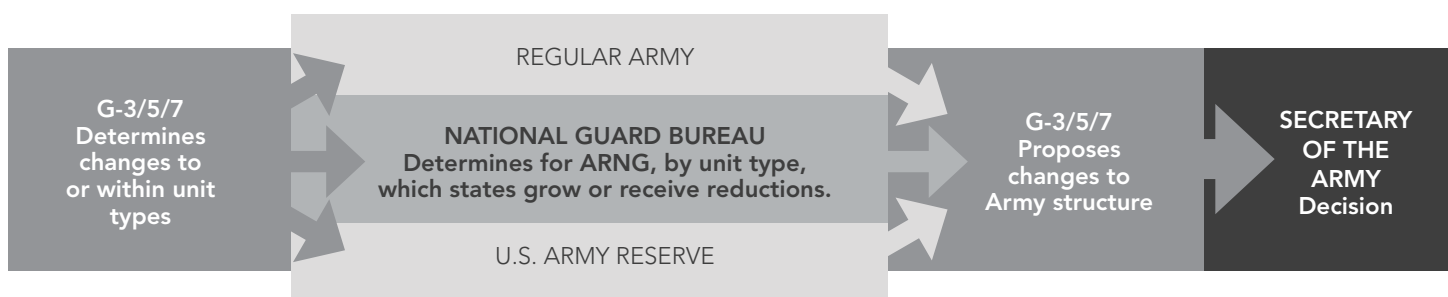 G-3/5/7
Determines
changes to
or within unit
types
REGULAR ARMY
NATIONAL GUARD BUREAU
Determines for ARNG, by unit type,
which states grow or receive reductions.
U.S. ARMY RESERVE
G-3/5/7
Proposes
changes to
Army structure
SECRETARY
OF THE
ARMY
Decision